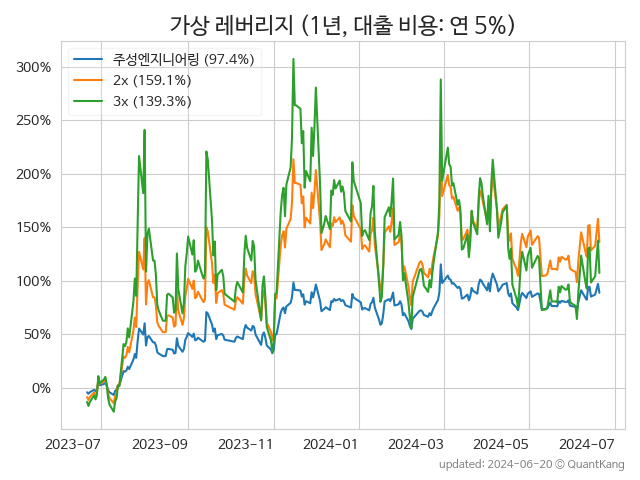 가상 레버리지 (1년, 대출 비용: 연 5%)
주성엔지니어링 (97.4%)
2x (159.1%)
3x (139.3%)
300%
250%
200%
150%
100%
50%
0%
2023-07 2023-09 2023-11 2024-01 2024-03 2024-05 2024-07
updated: 2024-06-20 © QuantKang